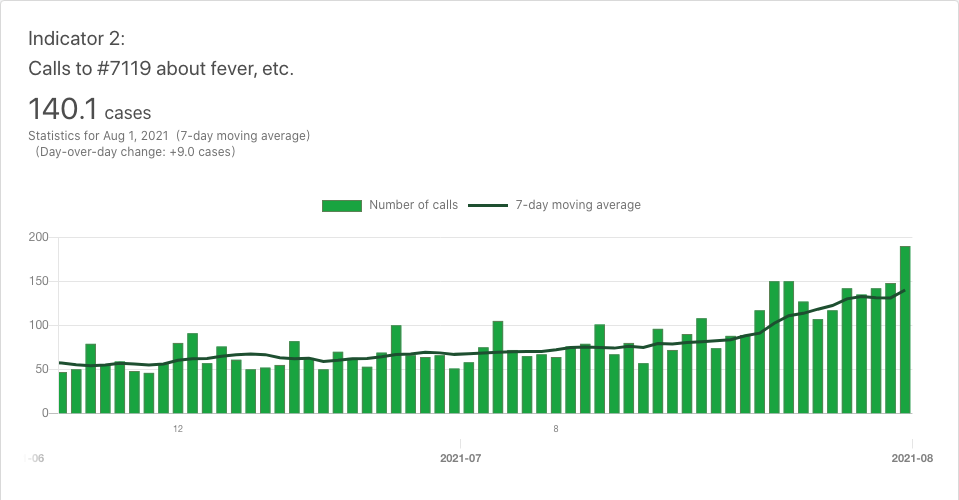 Indicator 2:
Calls to #7119 about fever, etc.
140.1 cases
Statistics for Aug 1, 2021 (7-day moving average)
(Day-over-day change: +9.0 cases)
Number of calls 7-day moving average
200
150
100
50
0
12 8
-06 2021-07 2021-08